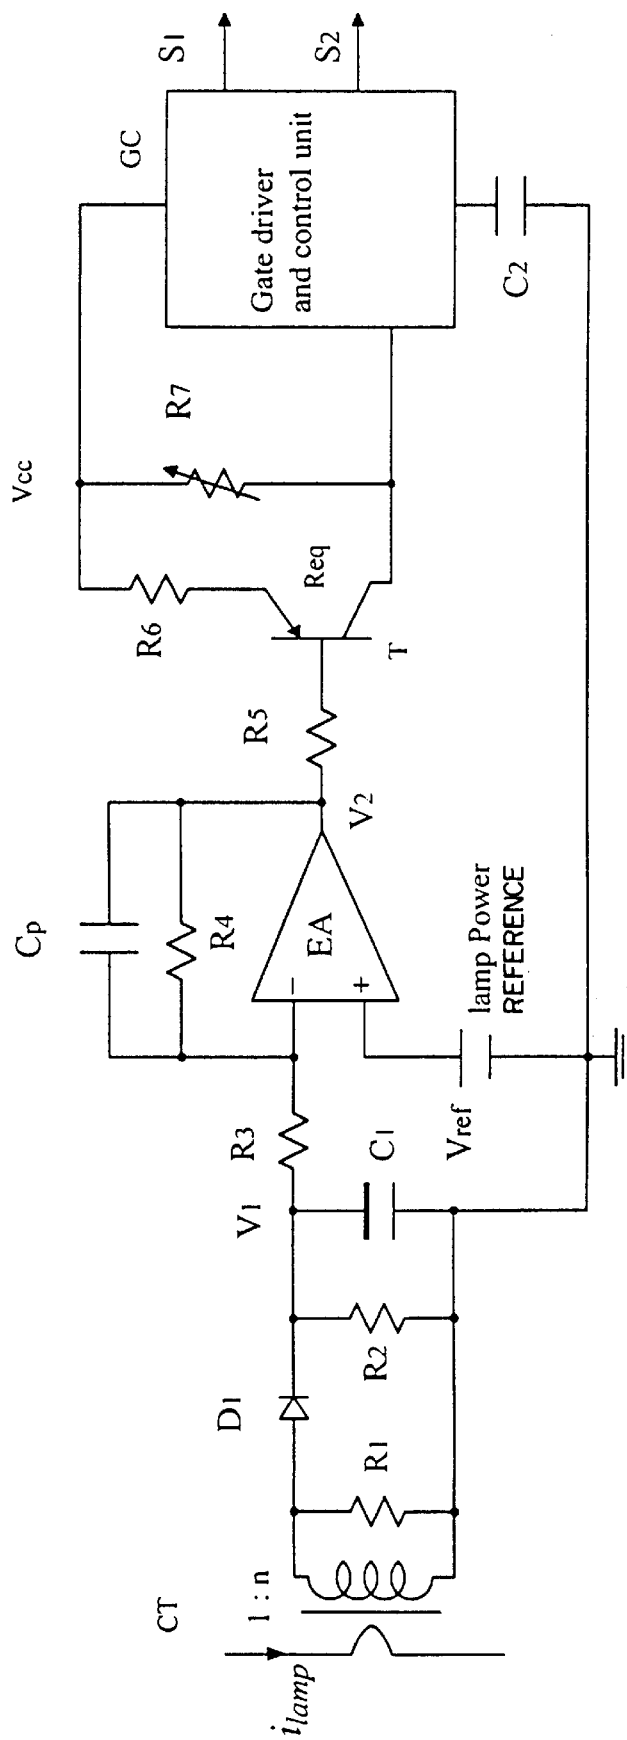 CT
1 : n
ilamp
D1
R1
R2
V1
C1
R3
Vref
lamp Power
REFERENCE
Cp
R4
EA
−
+
V2
R5
R6
T
Req
Vcc
R7
GC
Gate driver
and control unit
C2
S1
S2